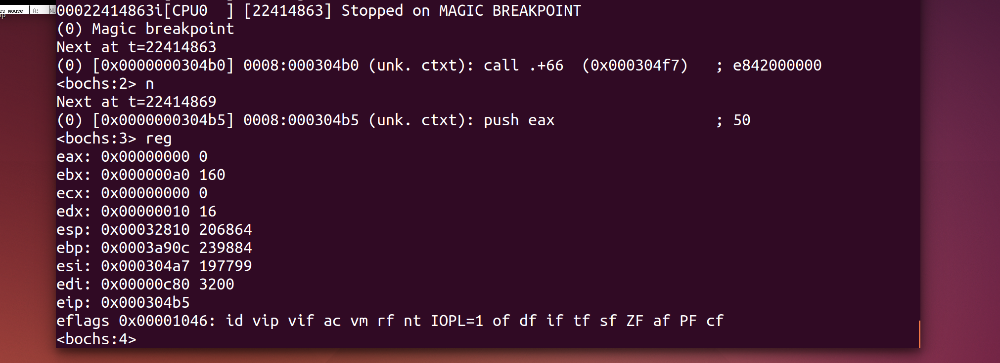 es mouse A: NU
00022414863i[CPU0  ] [22414863] Stopped on MAGIC BREAKPOINT
(0) Magic breakpoint
Next at t=22414863
(0) [0x0000000304b0] 0008:000304b0 (unk. ctxt): call .+66  (0x000304f7)   ; e842000000
<bochs:2> n
Next at t=22414869
(0) [0x0000000304b5] 0008:000304b5 (unk. ctxt): push eax                  ; 50
<bochs:3> reg
eax: 0x00000000 0
ebx: 0x000000a0 160
ecx: 0x00000000 0
edx: 0x00000010 16
esp: 0x00032810 206864
ebp: 0x0003a90c 239884
esi: 0x000304a7 197799
edi: 0x00000c80 3200
eip: 0x000304b5
eflags 0x00001046: id vip vif ac vm rf nt IOPL=1 of df if tf sf ZF af PF cf
<bochs:4>